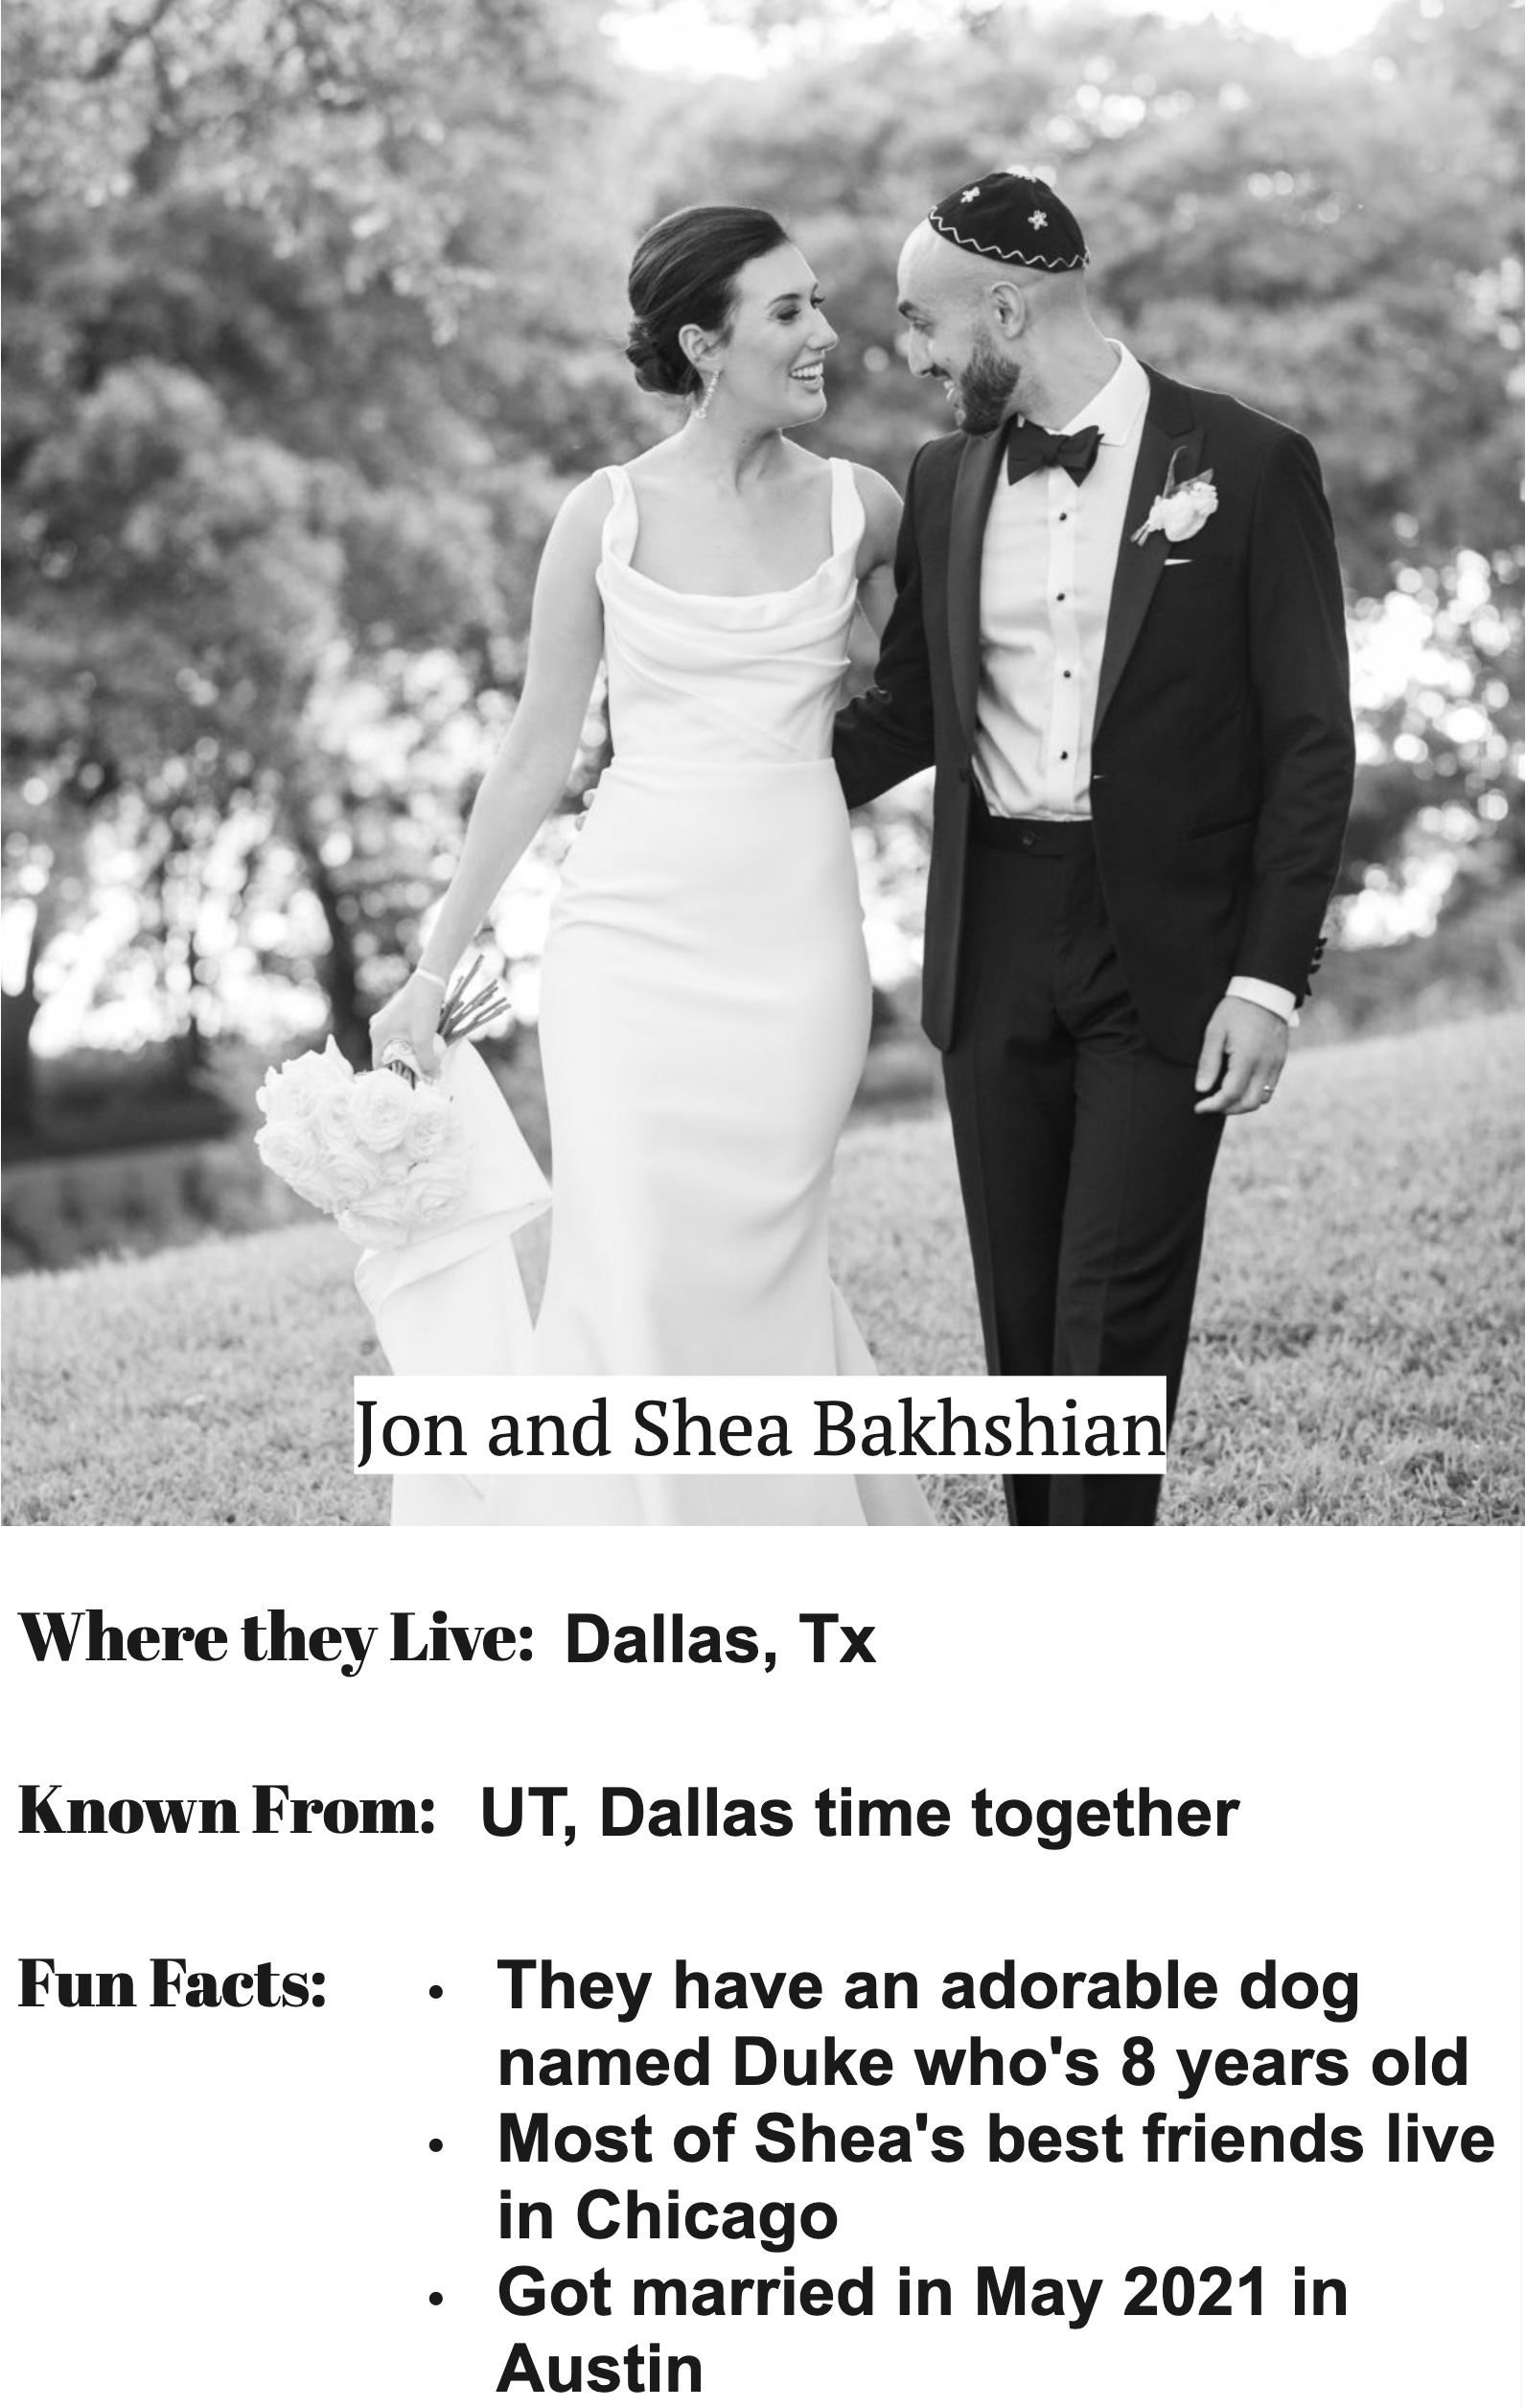 Jon and Shea Bakhshian
Where they Live: Dallas, Tx
Known From: UT, Dallas time together
Fun Facts: • They have an adorable dog
named Duke who's 8 years old
• Most of Shea's best friends live
in Chicago
• Got married in May 2021 in
Austin